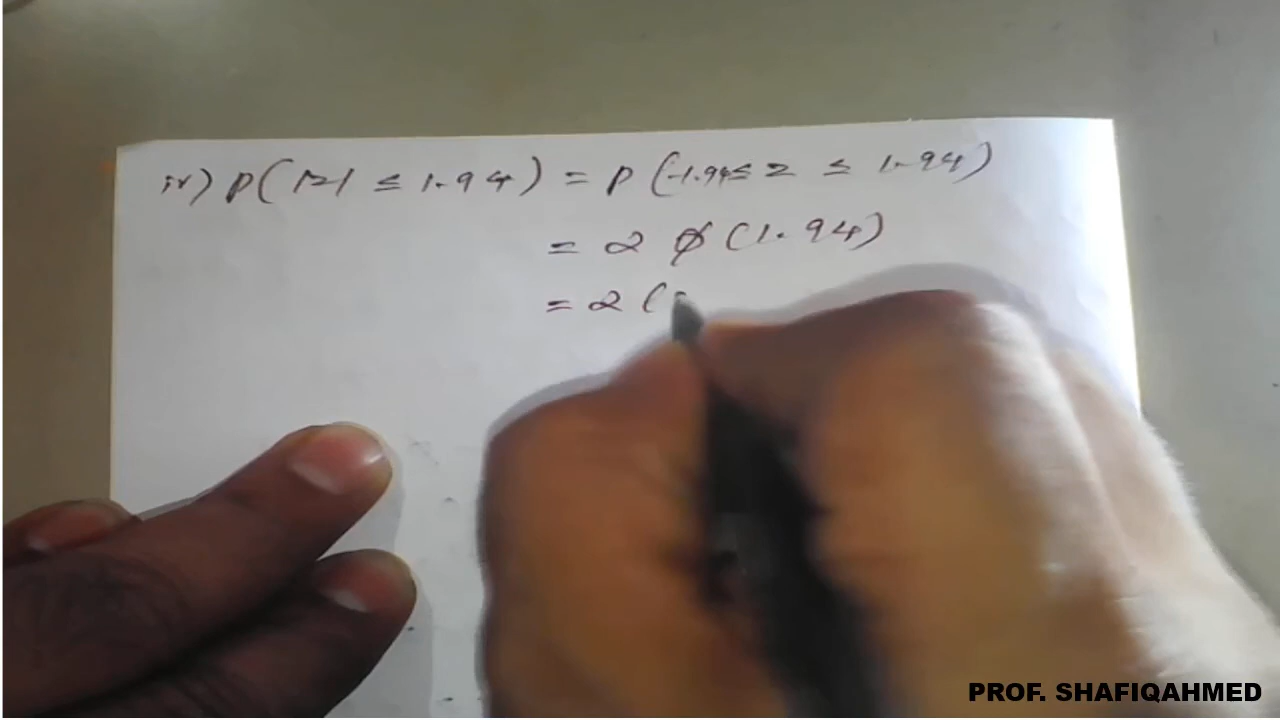 iv) P(|z| ≤ 1.94) = P(-1.94 ≤ z ≤ 1.94)
= 2 φ(1.94)
= 2 (
PROF. SHAFIQAHMED